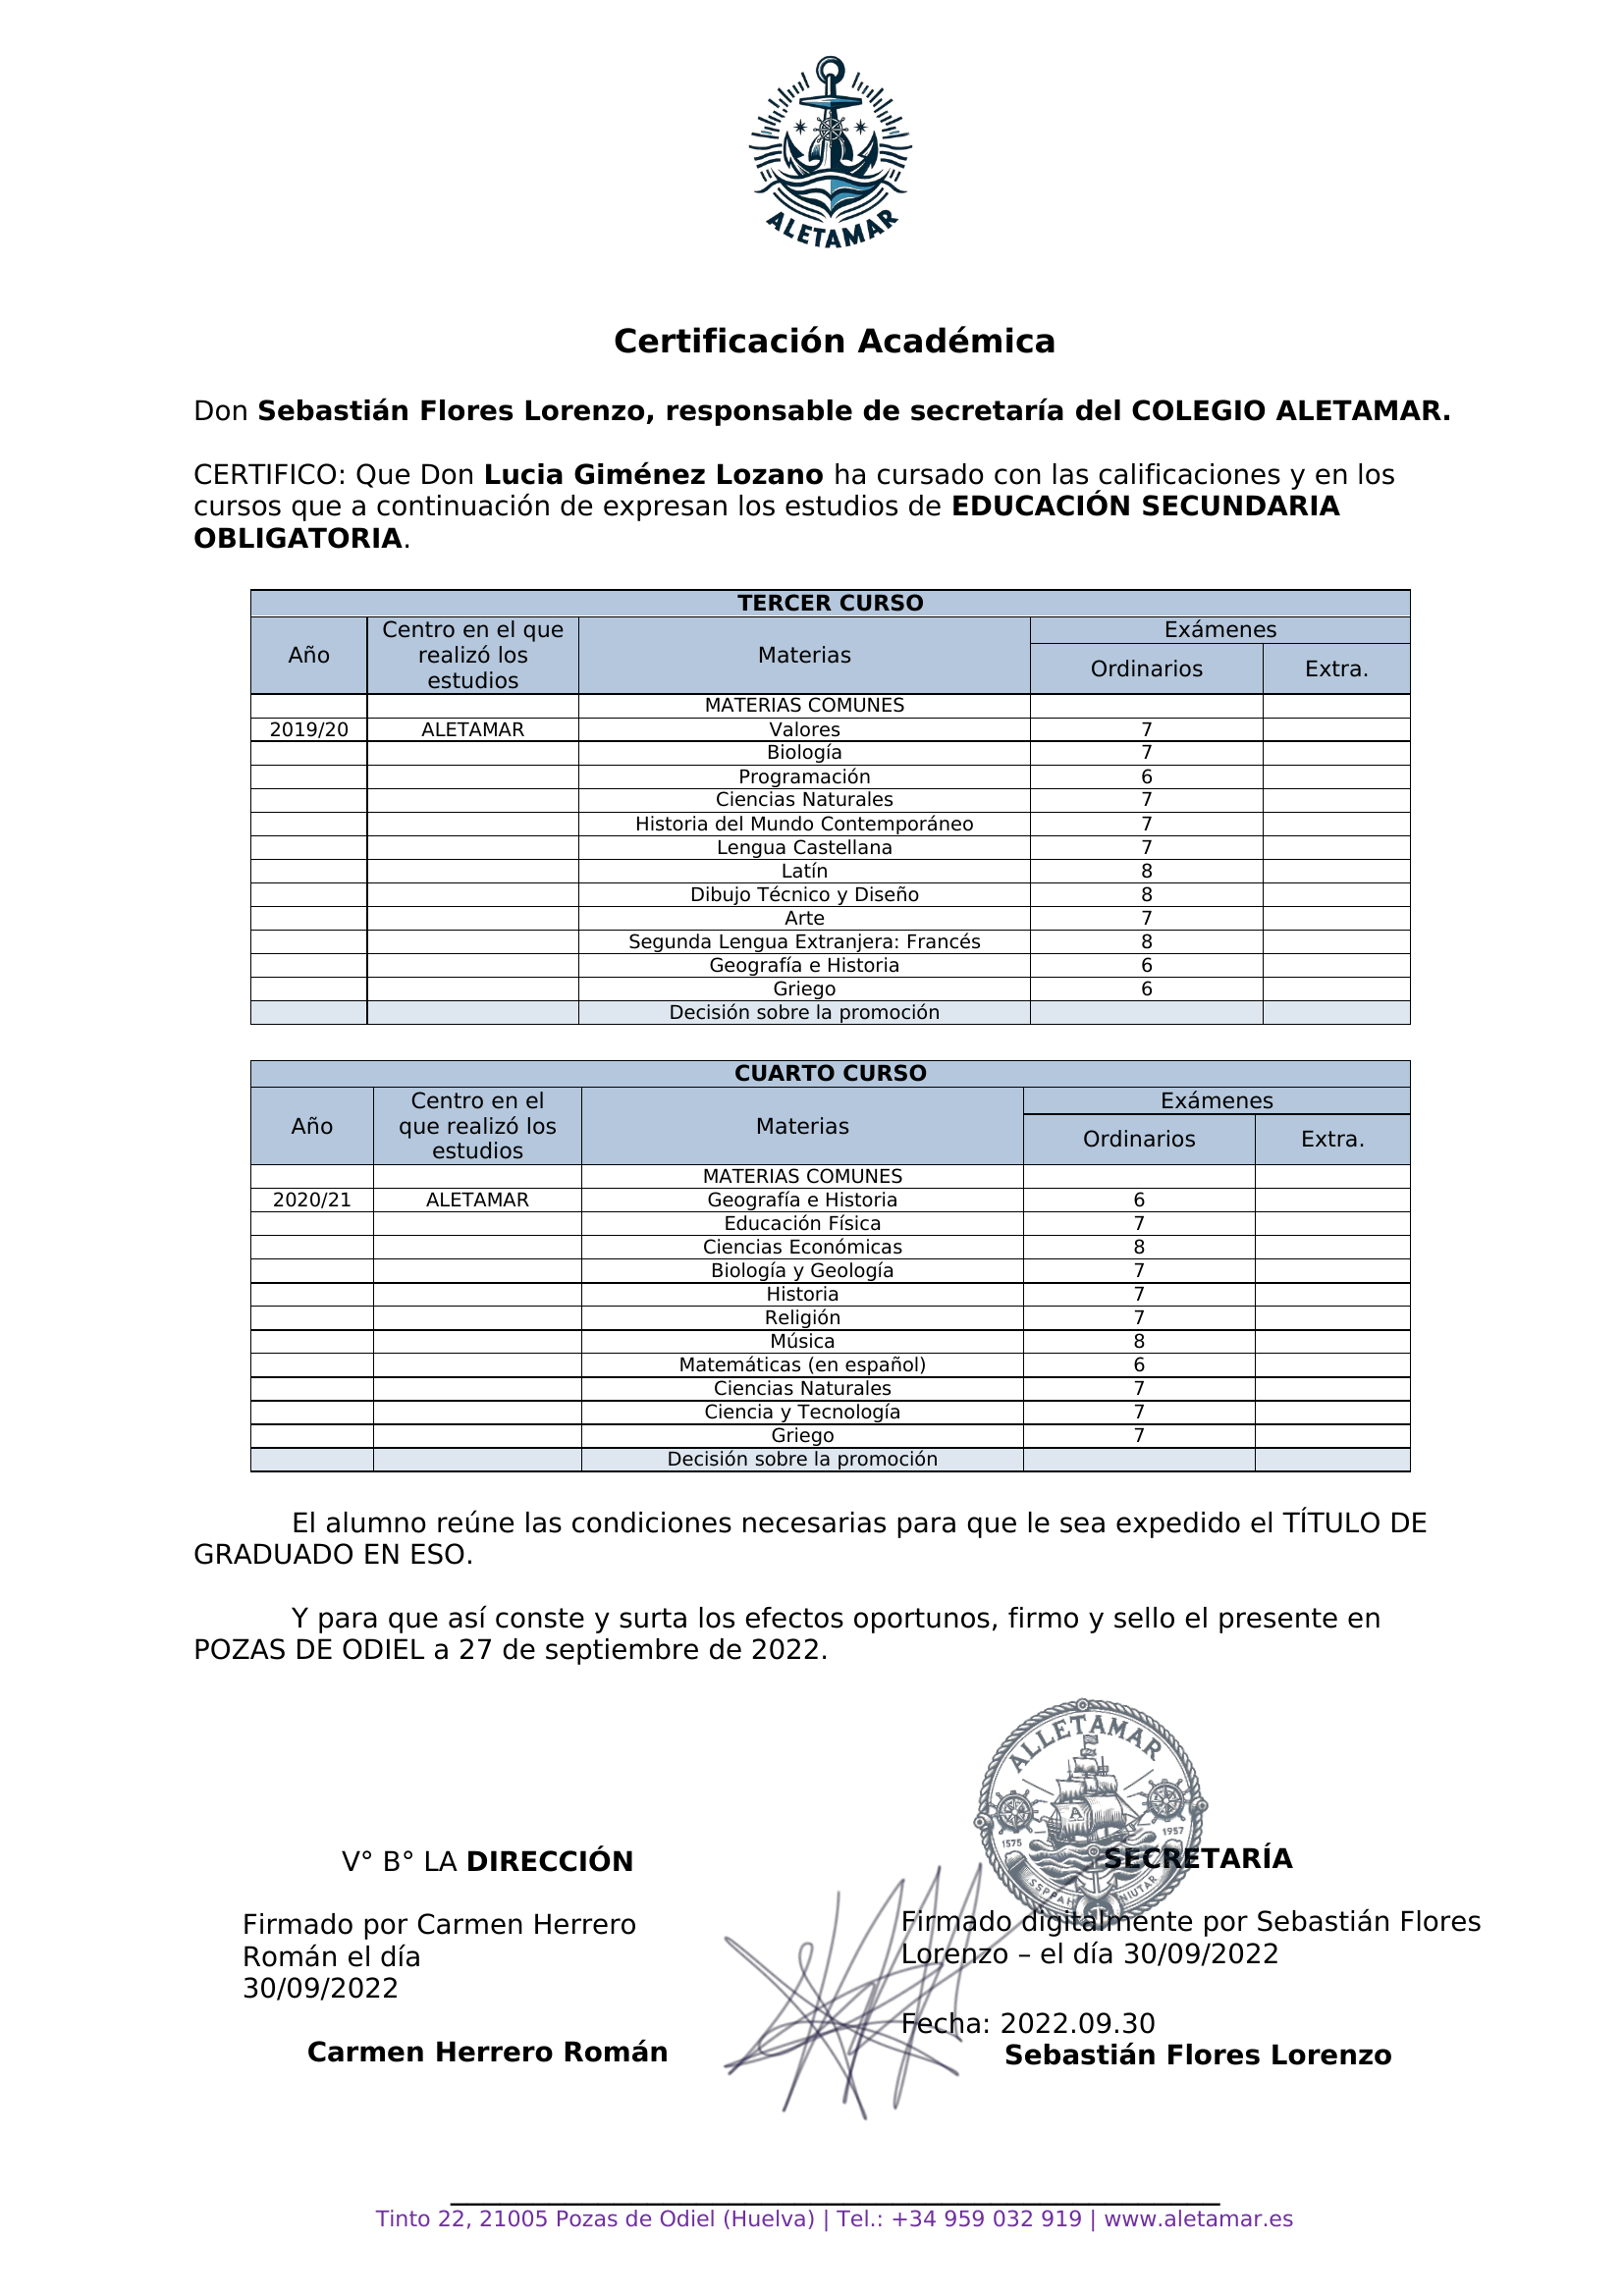 ALETAMAR
Certificación Académica
Don Sebastián Flores Lorenzo, responsable de secretaría del COLEGIO ALETAMAR.
CERTIFICO: Que Don Lucia Giménez Lozano ha cursado con las calificaciones y en los
cursos que a continuación de expresan los estudios de EDUCACIÓN SECUNDARIA
OBLIGATORIA.
TERCER CURSO
Año Centro en el que realizó los estudios Materias Exámenes
Ordinarios Extra.
MATERIAS COMUNES
2019/20 ALETAMAR Valores 7
Biología 7
Programación 6
Ciencias Naturales 7
Historia del Mundo Contemporáneo 7
Lengua Castellana 7
Latín 8
Dibujo Técnico y Diseño 8
Arte 7
Segunda Lengua Extranjera: Francés 8
Geografía e Historia 6
Griego 6
Decisión sobre la promoción
CUARTO CURSO
Año Centro en el que realizó los estudios Materias Exámenes
Ordinarios Extra.
MATERIAS COMUNES
2020/21 ALETAMAR Geografía e Historia 6
Educación Física 7
Ciencias Económicas 8
Biología y Geología 7
Historia 7
Religión 7
Música 8
Matemáticas (en español) 6
Ciencias Naturales 7
Ciencia y Tecnología 7
Griego 7
Decisión sobre la promoción
El alumno reúne las condiciones necesarias para que le sea expedido el TÍTULO DE
GRADUADO EN ESO.
Y para que así conste y surta los efectos oportunos, firmo y sello el presente en
POZAS DE ODIEL a 27 de septiembre de 2022.
ALLETAMAR
A
1575 1957
V° B° LA DIRECCIÓN
SECRETARÍA
Firmado por Carmen Herrero
Román el día
30/09/2022
Carmen Herrero Román
Firmado digitalmente por Sebastián Flores
Lorenzo – el día 30/09/2022
Fecha: 2022.09.30
Sebastián Flores Lorenzo
Tinto 22, 21005 Pozas de Odiel (Huelva) | Tel.: +34 959 032 919 | www.aletamar.es